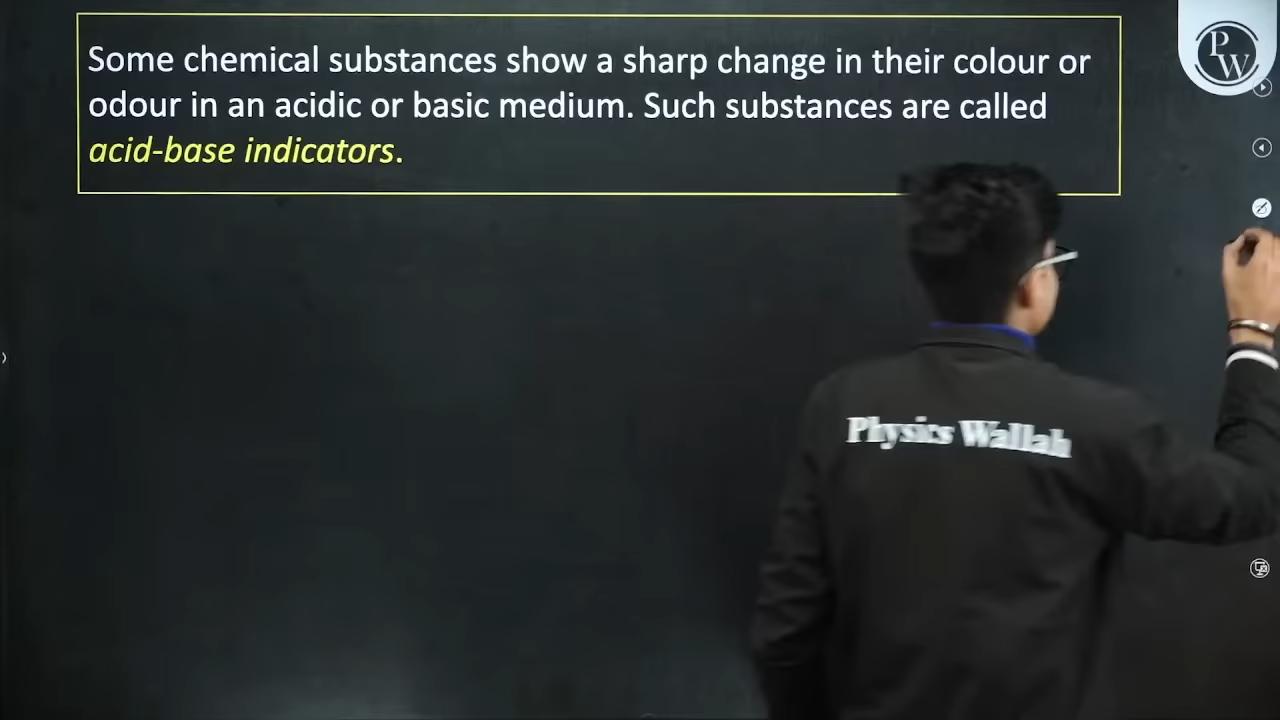 Some chemical substances show a sharp change in their colour or
odour in an acidic or basic medium. Such substances are called
acid-base indicators.
PW
Physics Wallah